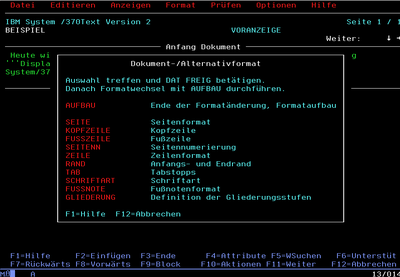 Datei Editieren Anzeigen Format Prüfen Optionen Hilfe
IBM System /370Text Version 2 Seite 1 / 1
BEISPIEL VORANZEIGE
Weiter: ↓ →
Anfang Dokument
Heute wi g
'''Displa
System/37
Dokument-/Alternativformat
Auswahl treffen und DAT FREIG betätigen.
Danach Formatwechsel mit AUFBAU durchführen.
AUFBAU Ende der Formatänderung, Formataufbau
SEITE Seitenformat
KOPFZEILE Kopfzeile
FUSSZEILE Fußzeile
SEITENN Seitennumerierung
ZEILE Zeilenformat
RAND Anfangs- und Endrand
TAB Tabstopps
SCHRIFTART Schriftart
FUSSNOTE Fußnotenformat
GLIEDERUNG Definition der Gliederungsstufen
F1=Hilfe F12=Abbrechen
F1=Hilfe F2=Einfügen F3=Ende F4=Attribute F5=WSuchen F6=Unterstüt
F7=Rückwärts F8=Vorwärts F9=Block F10=Aktionen F11=Weiter F12=Abbrechen
A 13/014